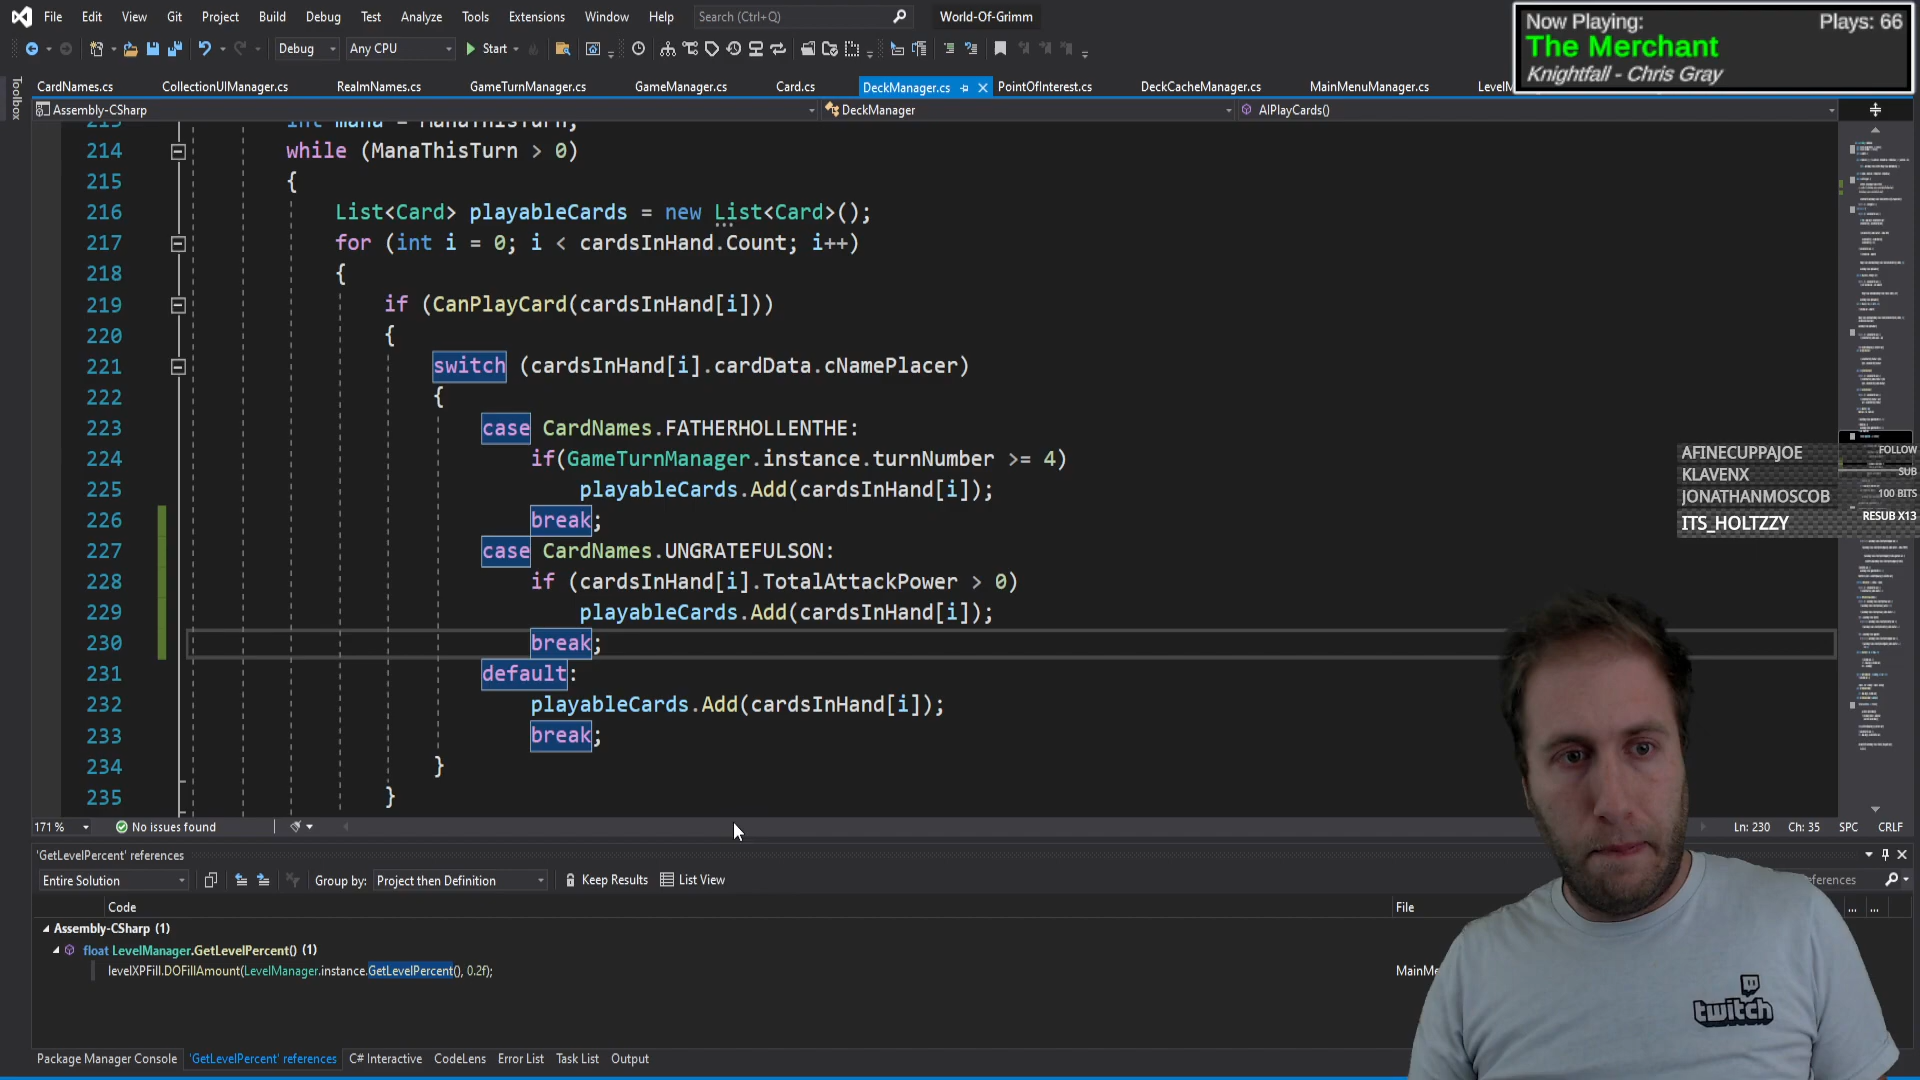 File Edit View Git Project Build Debug Test Analyze Tools Extensions Window Help Search (Ctrl+Q) World-Of-Grimm
Now Playing: Plays: 66
The Merchant
Knightfall - Chris Gray
Debug Any CPU Start
CardNames.cs CollectionUIManager.cs RealmNames.cs GameTurnManager.cs GameManager.cs Card.cs DeckManager.cs PointOfInterest.cs DeckCacheManager.cs MainMenuManager.cs
Toolbox
Assembly-CSharp DeckManager AIPlayCards()
int mana = ManaThisTurn;
214 while (ManaThisTurn > 0)
215 {
216 List<Card> playableCards = new List<Card>();
217 for (int i = 0; i < cardsInHand.Count; i++)
218 {
219 if (CanPlayCard(cardsInHand[i]))
220 {
221 switch (cardsInHand[i].cardData.cNamePlacer)
222 {
223 case CardNames.FATHERHOLLENTHE:
224 if(GameTurnManager.instance.turnNumber >= 4)
225 playableCards.Add(cardsInHand[i]);
226 break;
227 case CardNames.UNGRATEFULSON:
228 if (cardsInHand[i].TotalAttackPower > 0)
229 playableCards.Add(cardsInHand[i]);
230 break;
231 default:
232 playableCards.Add(cardsInHand[i]);
233 break;
234 }
235 }
AFINECUPPAJOE FOLLOW
KLAVENX SUB
JONATHANMOSCOB 100 BITS
ITS_HOLTZZY RESUB X13
171 % No issues found Ln: 230 Ch: 35 SPC CRLF
'GetLevelPercent' references
Entire Solution Group by: Project then Definition Keep Results List View
Code File
Assembly-CSharp (1)
float LevelManager.GetLevelPercent() (1)
levelXPFill.DOFillAmount(LevelManager.instance.GetLevelPercent(), 0.2f);
twitch
Package Manager Console 'GetLevelPercent' references C# Interactive CodeLens Error List Task List Output